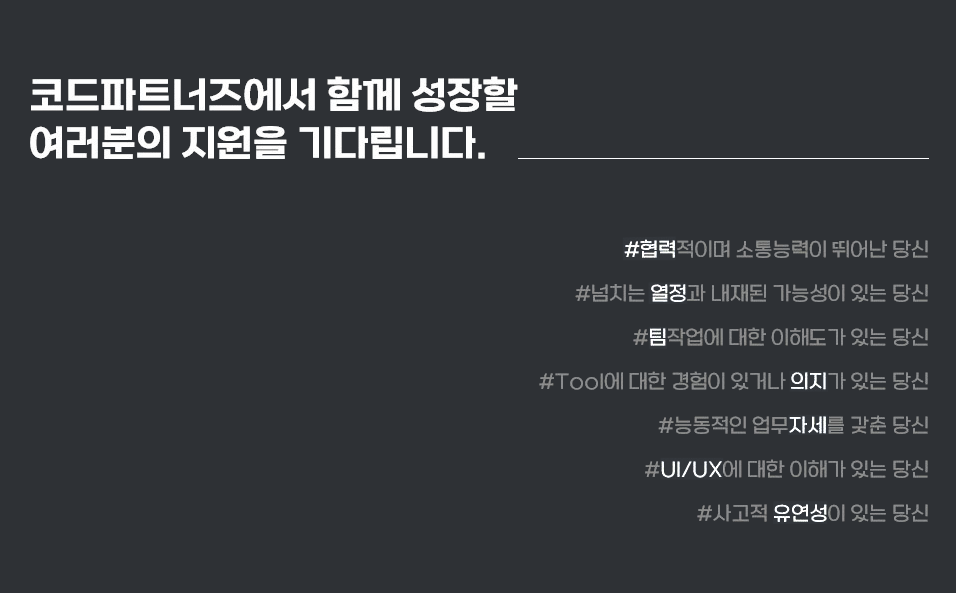 코드파트너즈에서 함께 성장할
여러분의 지원을 기다립니다.
#협력적이며 소통능력이 뛰어난 당신
#넘치는 열정과 내재된 가능성이 있는 당신
#팀작업에 대한 이해도가 있는 당신
#Tool에 대한 경험이 있거나 의지가 있는 당신
#능동적인 업무자세를 갖춘 당신
#UI/UX에 대한 이해가 있는 당신
#사고적 유연성이 있는 당신